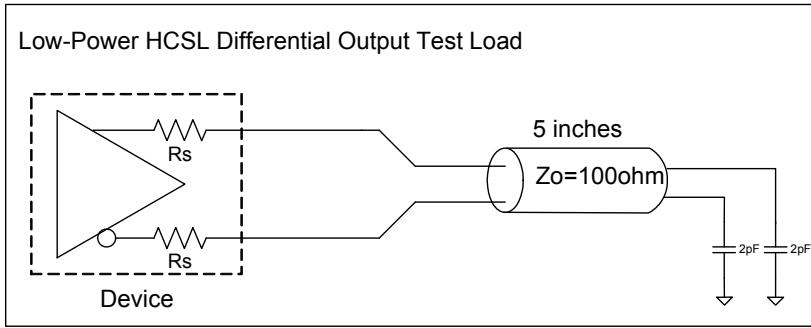 Low-Power HCSL Differential Output Test Load
Rs
5 inches
Zo=100ohm
Rs
2pF
2pF
Device